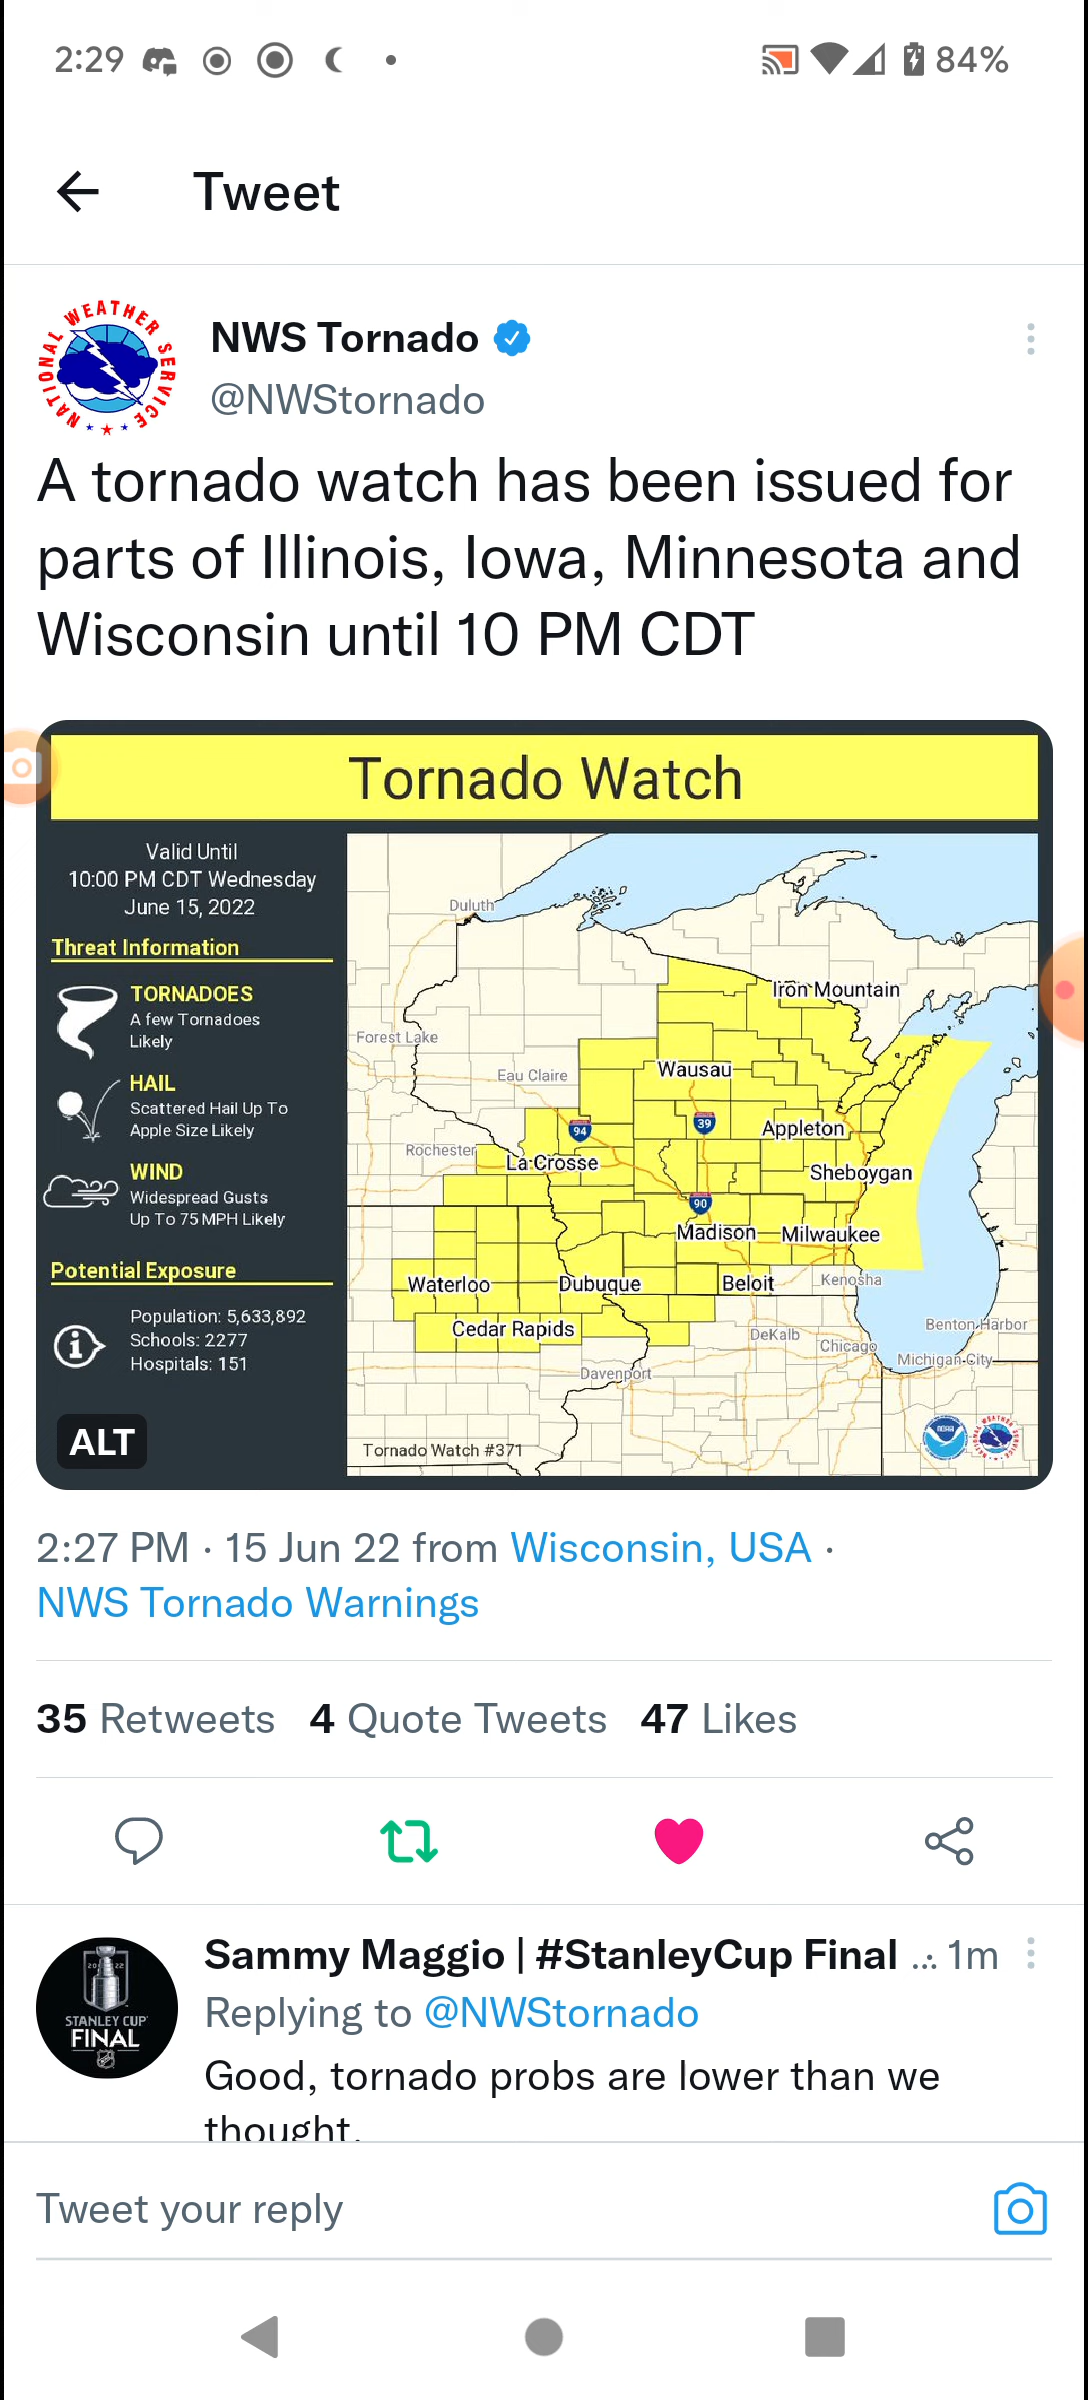 2:29
84%
Tweet
NATIONAL WEATHER SERVICE
NWS Tornado
@NWStornado
A tornado watch has been issued for
parts of Illinois, Iowa, Minnesota and
Wisconsin until 10 PM CDT
Tornado Watch
Valid Until
10:00 PM CDT Wednesday
June 15, 2022
Threat Information
TORNADOES
A few Tornadoes
Likely
HAIL
Scattered Hail Up To
Apple Size Likely
WIND
Widespread Gusts
Up To 75 MPH Likely
Potential Exposure
Population: 5,633,892
Schools: 2277
Hospitals: 151
ALT
Duluth
Iron Mountain
Forest Lake
Eau Claire
Wausau
94
39
Appleton
Rochester
La Crosse
Sheboygan
90
Madison
Milwaukee
Waterloo
Dubuque
Beloit
Kenosha
Cedar Rapids
DeKalb
Chicago
Benton Harbor
Michigan City
Davenport
Tornado Watch #371
2:27 PM · 15 Jun 22 from Wisconsin, USA ·
NWS Tornado Warnings
35 Retweets 4 Quote Tweets 47 Likes
2022
STANLEY CUP
FINAL
Sammy Maggio | #StanleyCup Final ... · 1m
Replying to @NWStornado
Good, tornado probs are lower than we
thought.
Tweet your reply